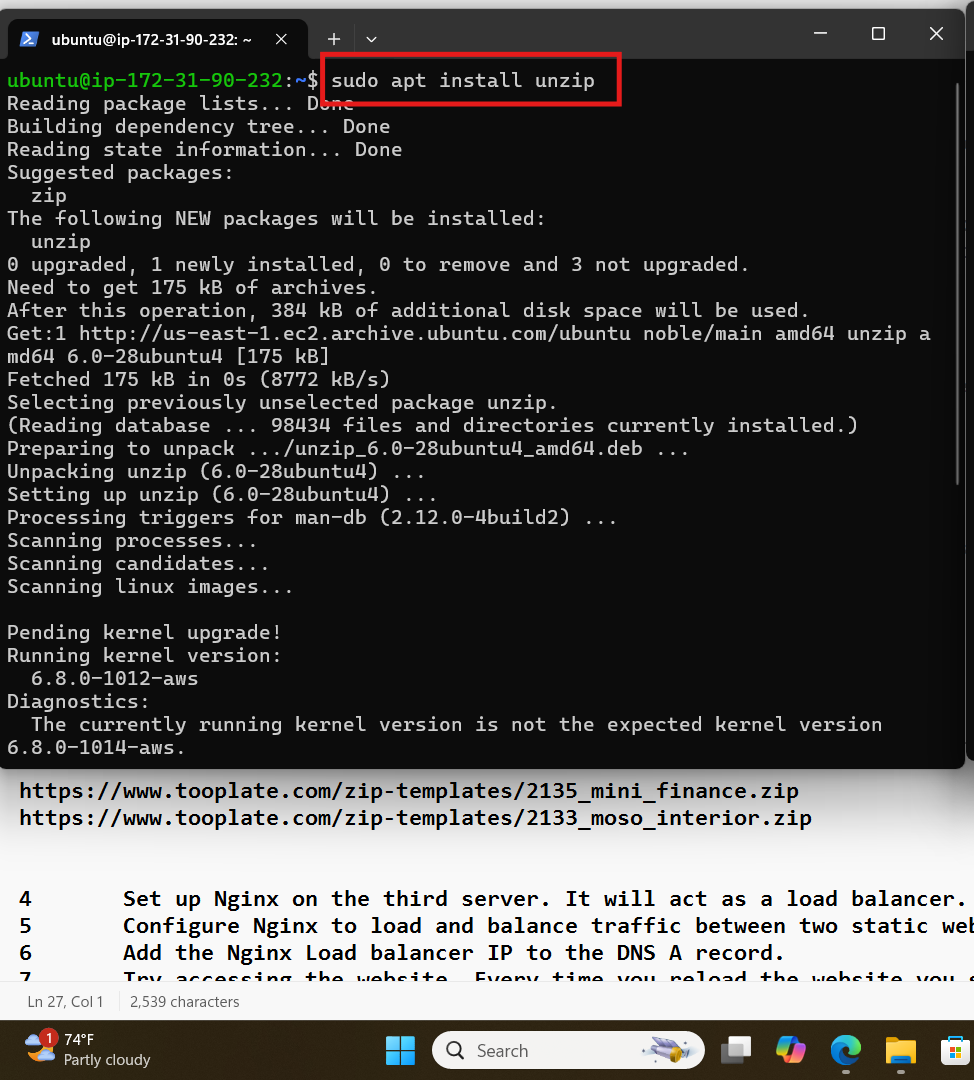 ubuntu@ip-172-31-90-232: ~
ubuntu@ip-172-31-90-232:~$ sudo apt install unzip
Reading package lists... Done
Building dependency tree... Done
Reading state information... Done
Suggested packages:
  zip
The following NEW packages will be installed:
  unzip
0 upgraded, 1 newly installed, 0 to remove and 3 not upgraded.
Need to get 175 kB of archives.
After this operation, 384 kB of additional disk space will be used.
Get:1 http://us-east-1.ec2.archive.ubuntu.com/ubuntu noble/main amd64 unzip a
md64 6.0-28ubuntu4 [175 kB]
Fetched 175 kB in 0s (8772 kB/s)
Selecting previously unselected package unzip.
(Reading database ... 98434 files and directories currently installed.)
Preparing to unpack .../unzip_6.0-28ubuntu4_amd64.deb ...
Unpacking unzip (6.0-28ubuntu4) ...
Setting up unzip (6.0-28ubuntu4) ...
Processing triggers for man-db (2.12.0-4build2) ...
Scanning processes...
Scanning candidates...
Scanning linux images...
Pending kernel upgrade!
Running kernel version:
  6.8.0-1012-aws
Diagnostics:
  The currently running kernel version is not the expected kernel version
6.8.0-1014-aws.
https://www.tooplate.com/zip-templates/2135_mini_finance.zip
https://www.tooplate.com/zip-templates/2133_moso_interior.zip
4 Set up Nginx on the third server. It will act as a load balancer.
5 Configure Nginx to load and balance traffic between two static web
6 Add the Nginx Load balancer IP to the DNS A record.
7 Try accessing the website. Every time you reload the website you s
Ln 27, Col 1 2,539 characters
1
74°F
Partly cloudy
Search